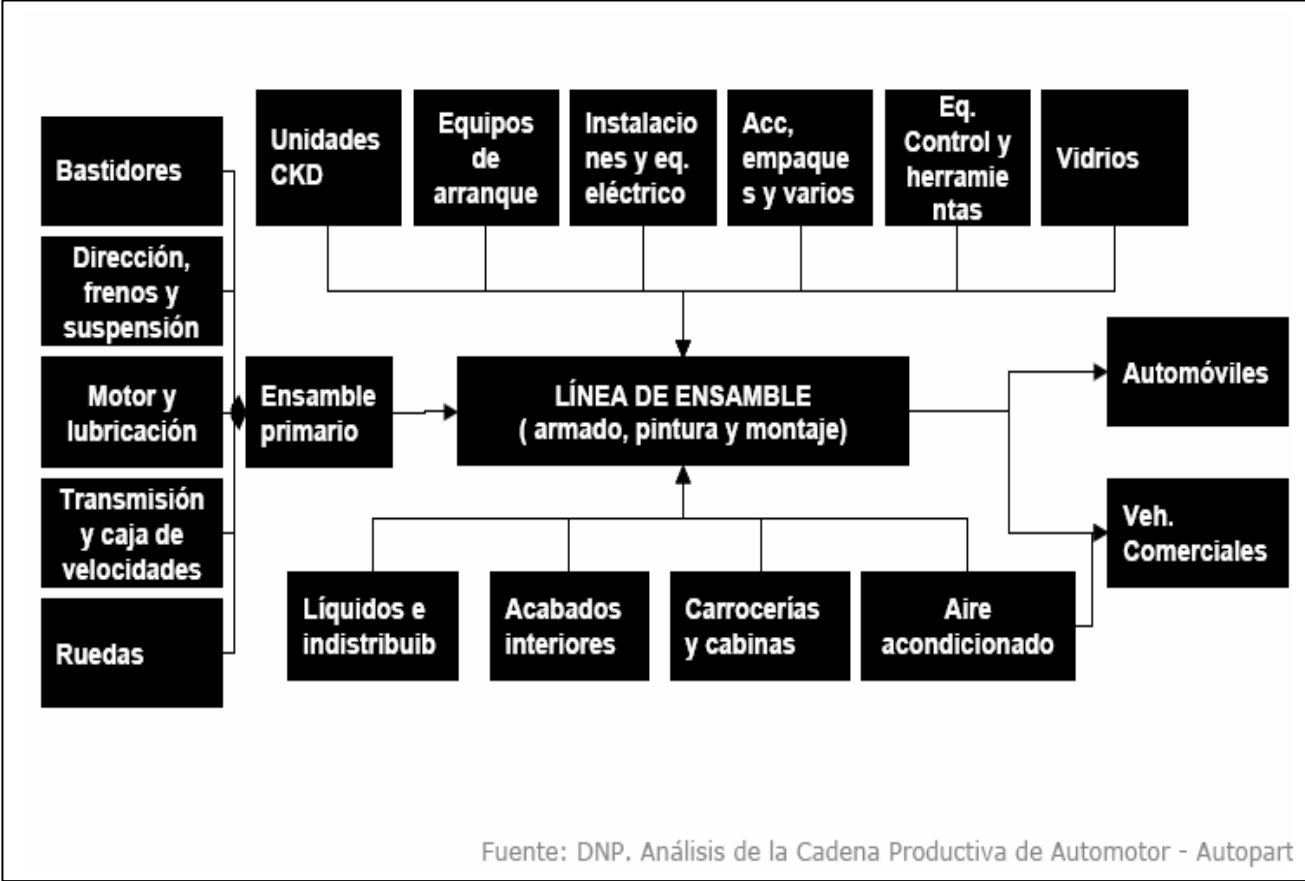 Unidades
CKD
Equipos
de
arranque
Instalacio
nes y eq.
eléctrico
Acc,
empaque
s y varios
Eq.
Control y
herramie
ntas
Vidrios
Bastidores
Dirección,
frenos y
suspensión
Motor y
lubricación
Transmisión
y caja de
velocidades
Ruedas
Ensamble
primario
LÍNEA DE ENSAMBLE
( armado, pintura y montaje)
Automóviles
Veh.
Comerciales
Líquidos e
indistribuib
Acabados
interiores
Carrocerías
y cabinas
Aire
acondicionado
Fuente: DNP. Análisis de la Cadena Productiva de Automotor - Autopart